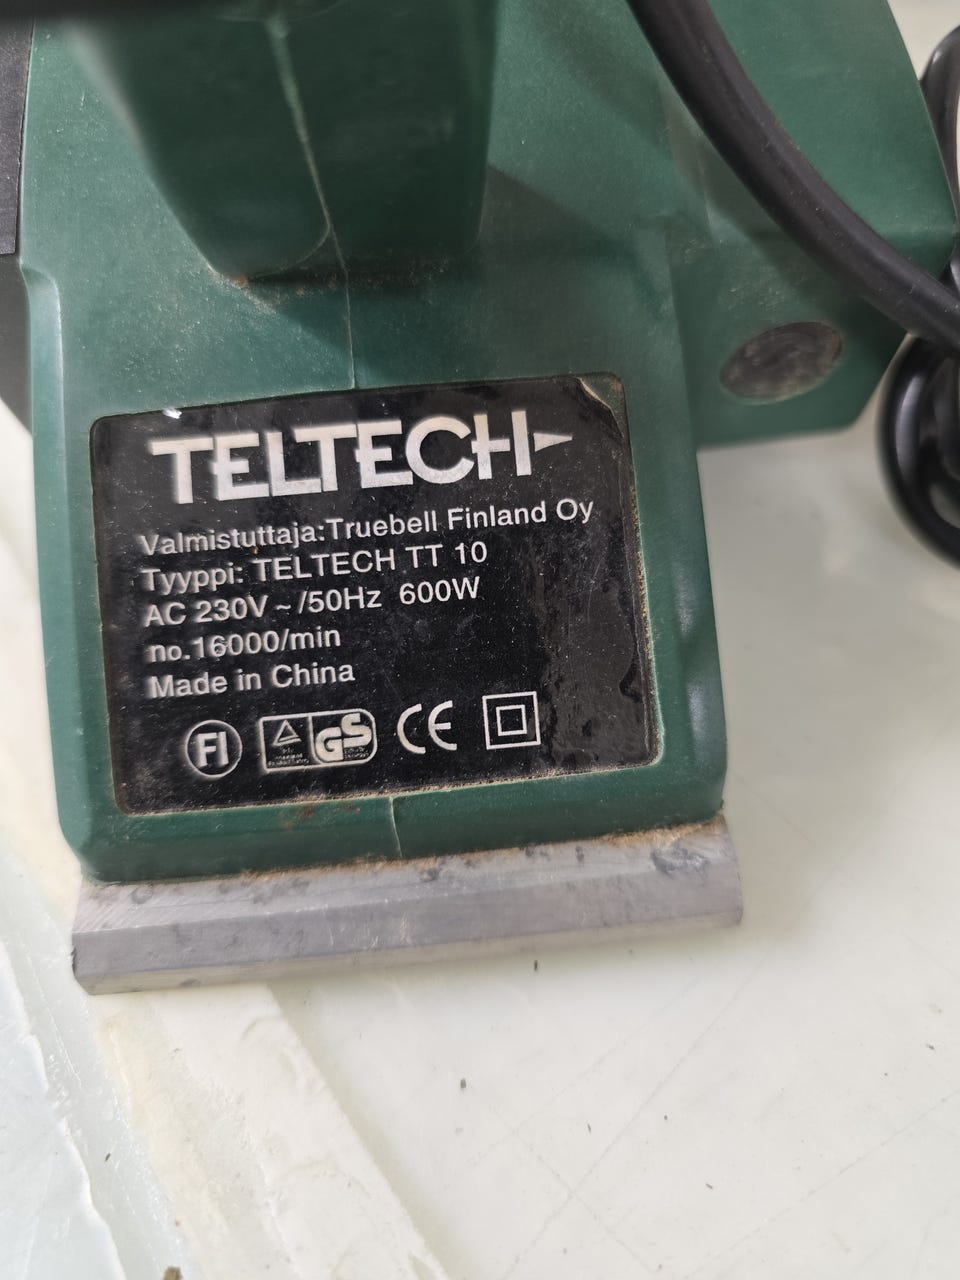 TELTECH
Valmistuttaja:Truebell Finland Oy
Tyyppi: TELTECH TT 10
AC 230V ~ /50Hz 600W
no.16000/min
Made in China
FI GS CE